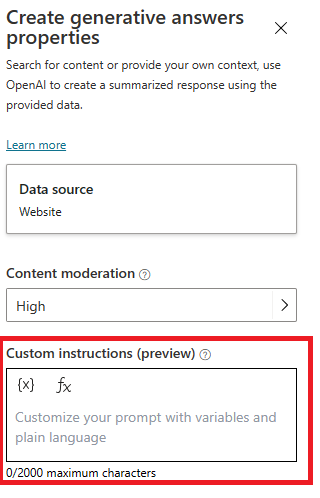 Create generative answers
properties
Search for content or provide your own context, use
OpenAI to create a summarized response using the
provided data.
Learn more
Data source
Website
Content moderation
High
Custom instructions (preview)
{x} fx
Customize your prompt with variables and
plain language
0/2000 maximum characters